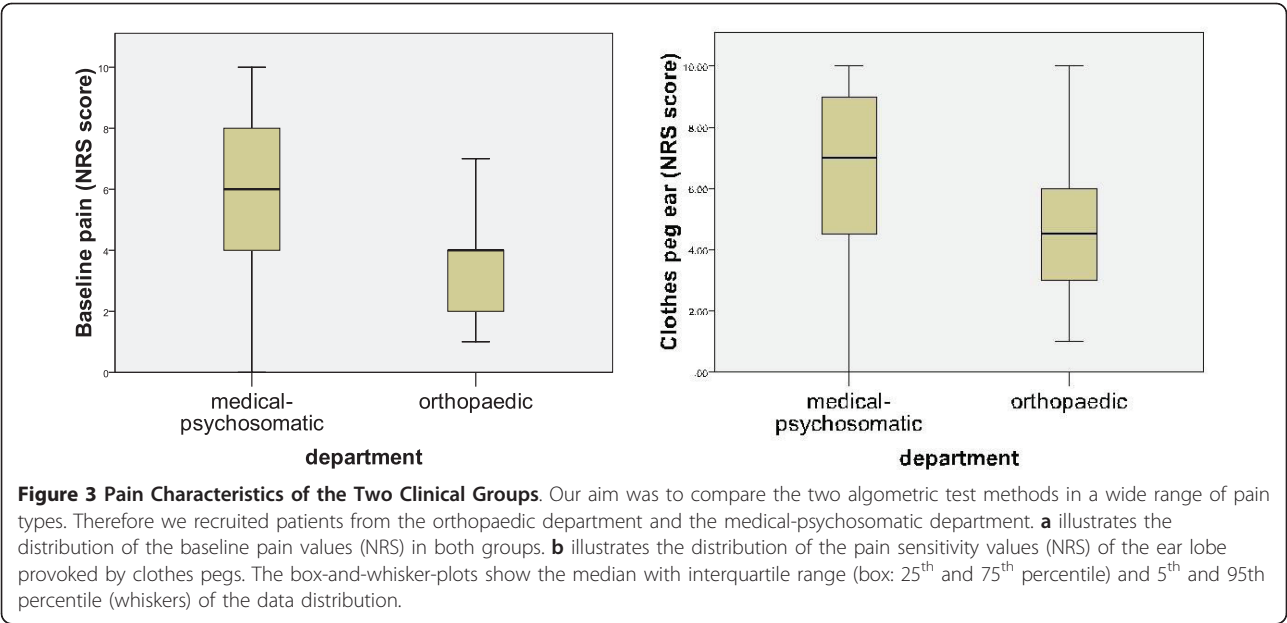 Baseline pain (NRS score)
10
8
6
4
2
0
medical-
psychosomatic
orthopaedic
department
Clothes peg ear (NRS score)
10.00
8.00
6.00
4.00
2.00
.00
medical-
psychosomatic
orthopaedic
department
Figure 3 Pain Characteristics of the Two Clinical Groups. Our aim was to compare the two algometric test methods in a wide range of pain
types. Therefore we recruited patients from the orthopaedic department and the medical-psychosomatic department. a illustrates the
distribution of the baseline pain values (NRS) in both groups. b illustrates the distribution of the pain sensitivity values (NRS) of the ear lobe
provoked by clothes pegs. The box-and-whisker-plots show the median with interquartile range (box: 25th and 75th percentile) and 5th and 95th
percentile (whiskers) of the data distribution.